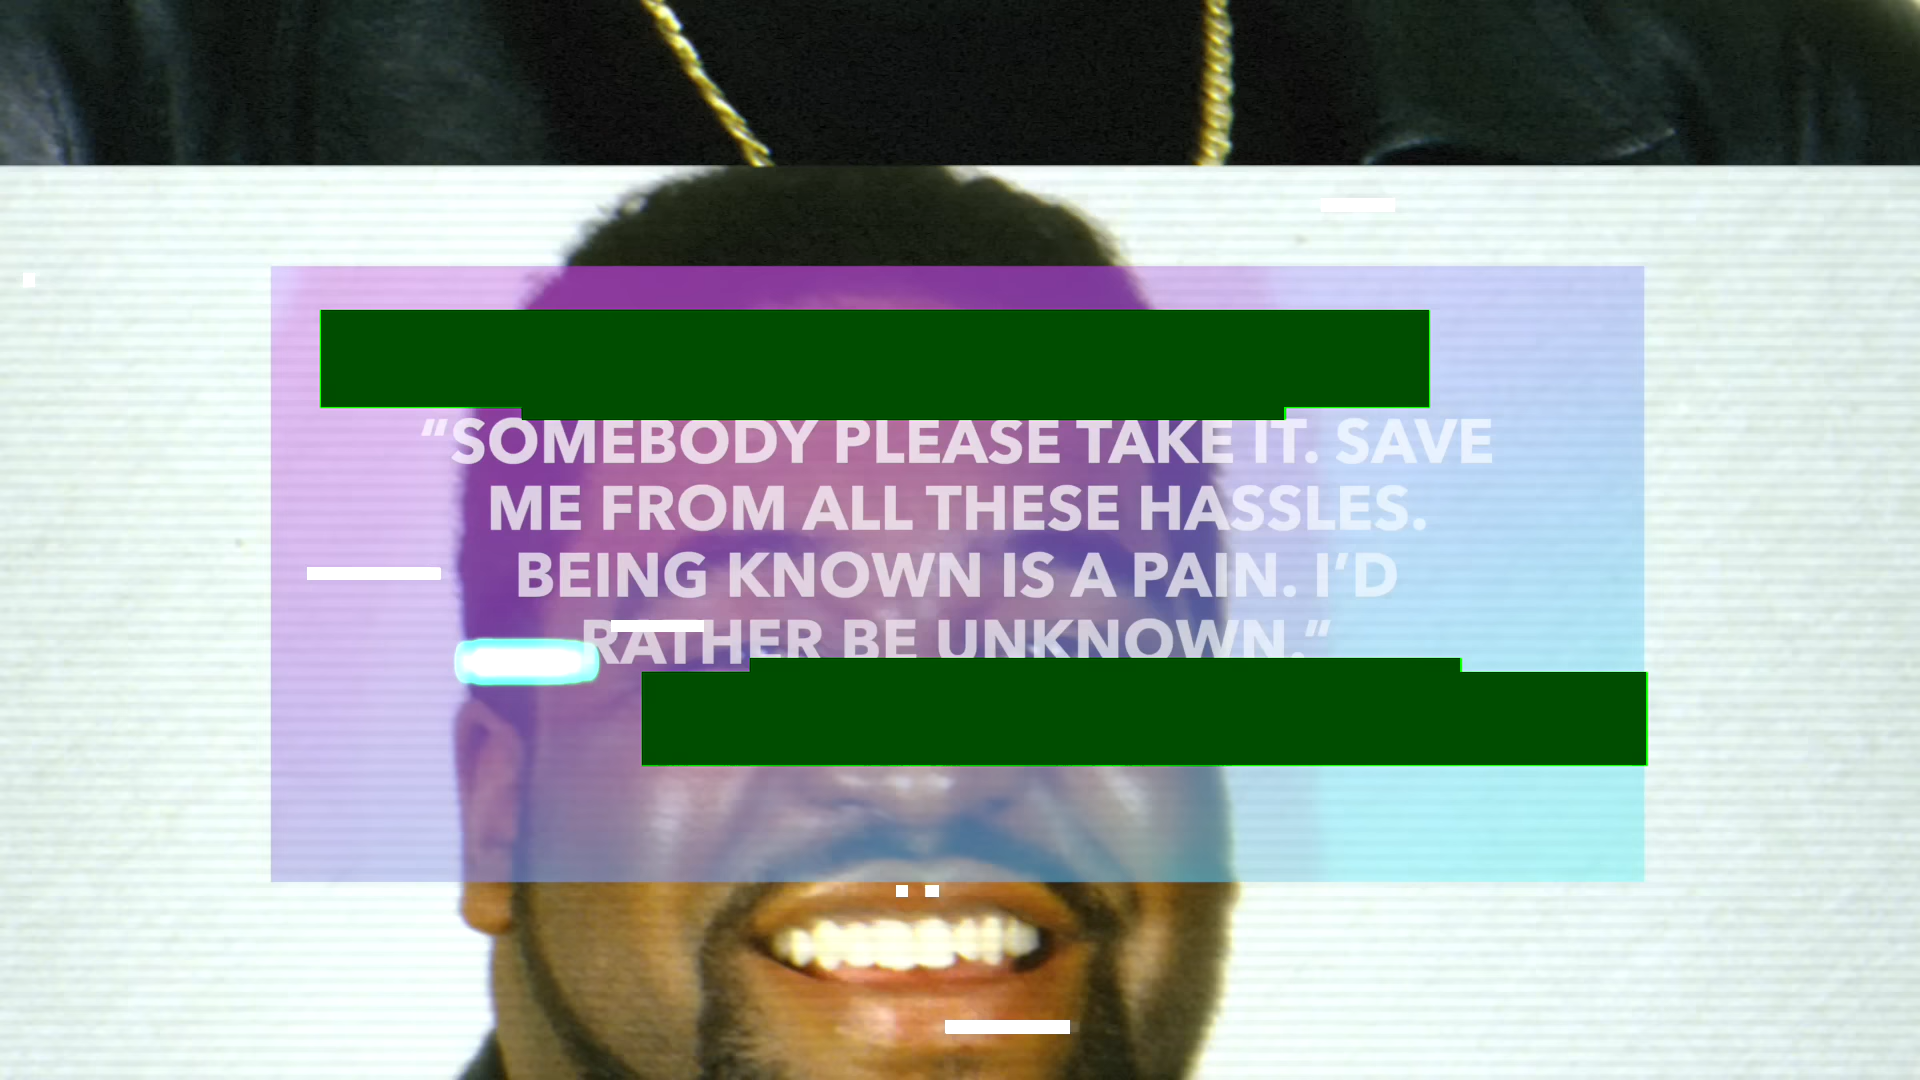 “SOMEBODY PLEASE TAKE IT. SAVE
ME FROM ALL THESE HASSLES.
BEING KNOWN IS A PAIN. I’D
RATHER BE UNKNOWN.“